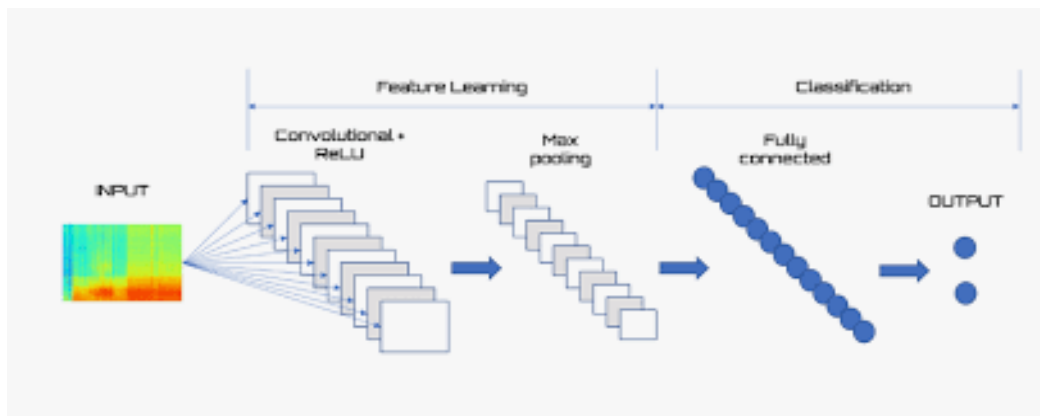 Feature Learning
Classification
Convolutional +
ReLU
Max
pooling
Fully
connected
INPUT
OUTPUT